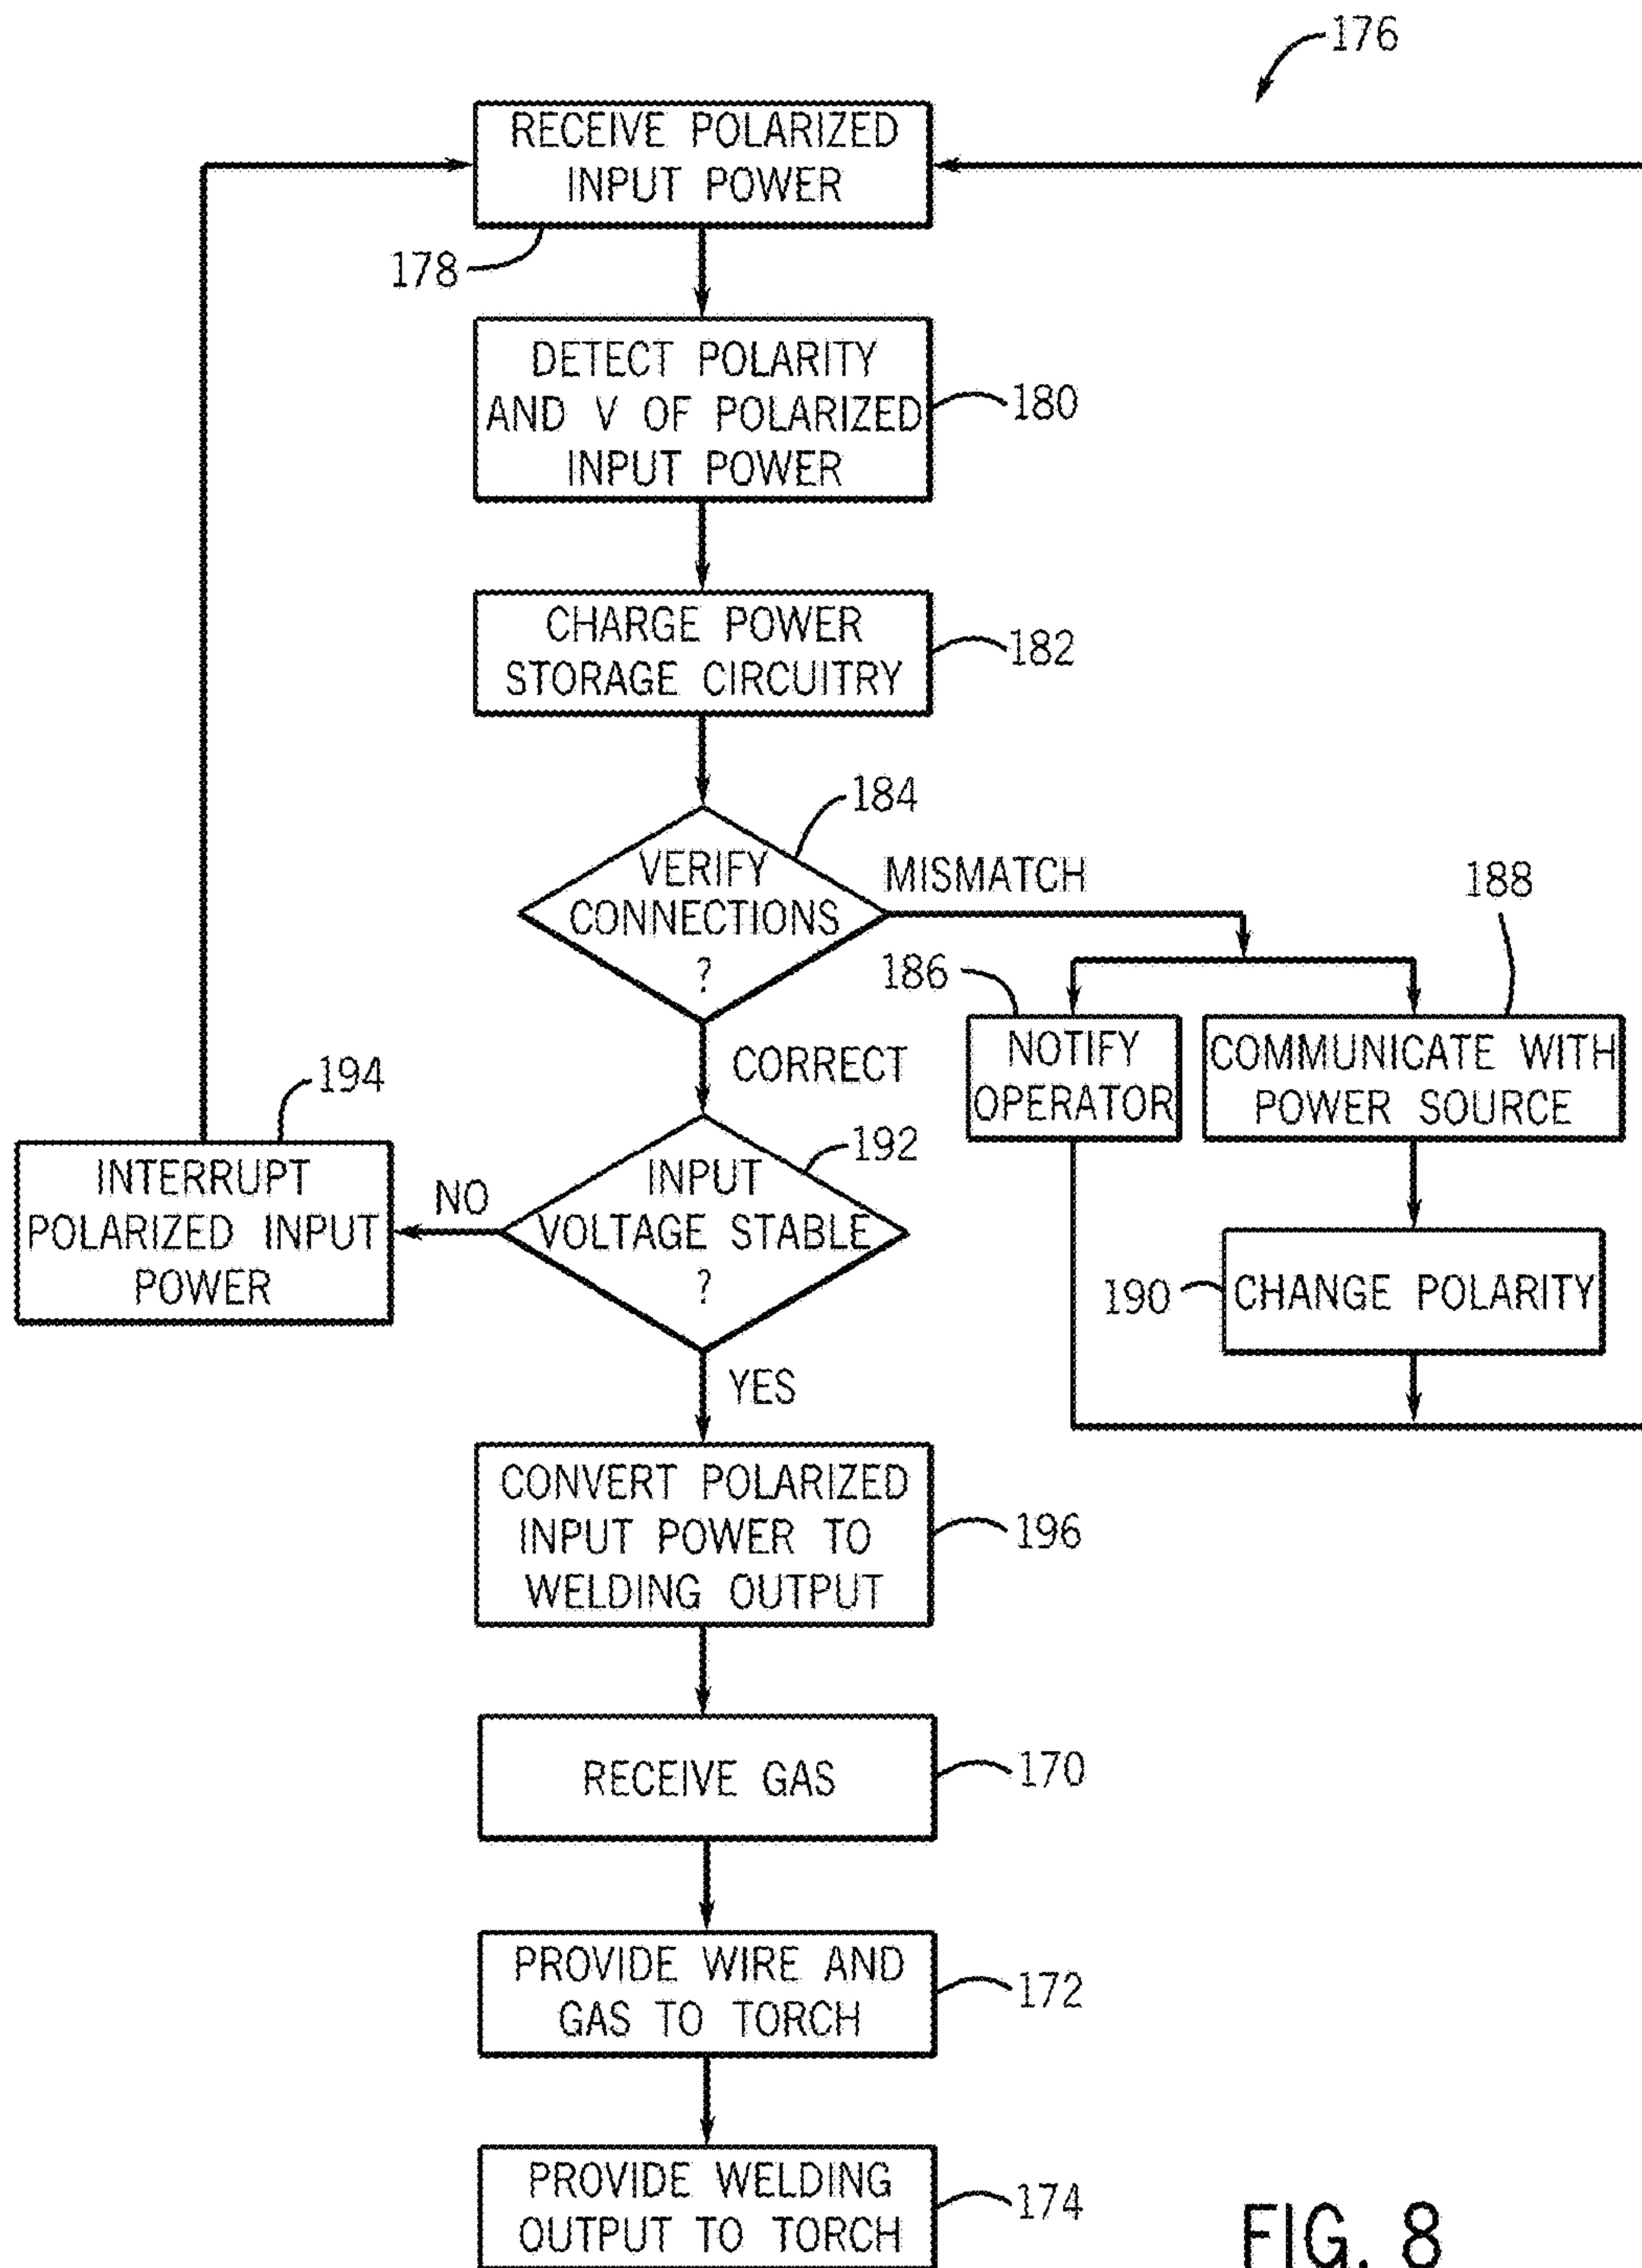 176
RECEIVE POLARIZED
INPUT POWER
178
DETECT POLARITY
AND V OF POLARIZED
INPUT POWER
180
CHARGE POWER
STORAGE CIRCUITRY
182
184
VERIFY
CONNECTIONS
?
MISMATCH
188
186
NOTIFY
OPERATOR
COMMUNICATE WITH
POWER SOURCE
CORRECT
194
192
INTERRUPT
POLARIZED INPUT
POWER
NO
INPUT
VOLTAGE STABLE
?
190
CHANGE POLARITY
YES
CONVERT POLARIZED
INPUT POWER TO
WELDING OUTPUT
196
RECEIVE GAS
170
PROVIDE WIRE AND
GAS TO TORCH
172
PROVIDE WELDING
OUTPUT TO TORCH
174
FIG. 8